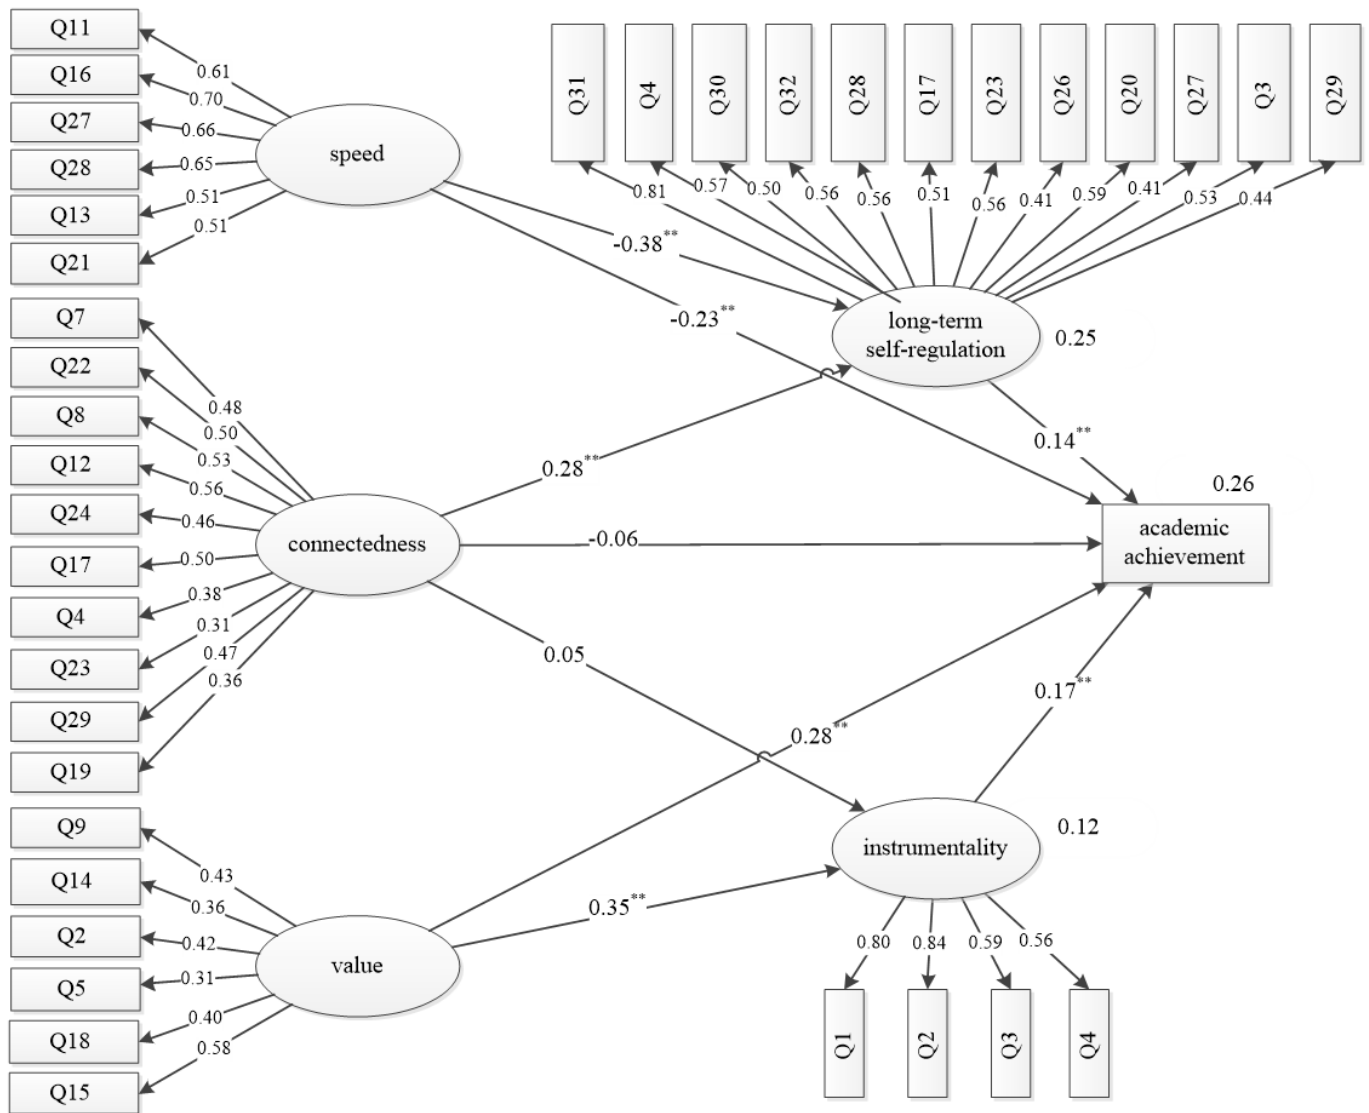 Q11
Q16
Q27
Q28
Q13
Q21
0.61
0.70
0.66
0.65
0.51
0.51
speed
Q31
Q4
Q30
Q32
Q28
Q17
Q23
Q26
Q20
Q27
Q3
Q29
0.81
0.57
0.50
0.56
0.56
0.51
0.56
0.41
0.59
0.41
0.53
0.44
-0.38**
-0.23**
long-term
self-regulation
0.25
Q7
Q22
Q8
Q12
Q24
Q17
Q4
Q23
Q29
Q19
0.48
0.50
0.53
0.56
0.46
0.50
0.38
0.31
0.47
0.36
connectedness
0.28**
-0.06
0.05
0.14**
0.26
academic
achievement
Q9
Q14
Q2
Q5
Q18
Q15
0.43
0.36
0.42
0.31
0.40
0.58
value
0.28**
0.35**
0.17**
instrumentality
0.12
0.80
0.84
0.59
0.56
Q1
Q2
Q3
Q4